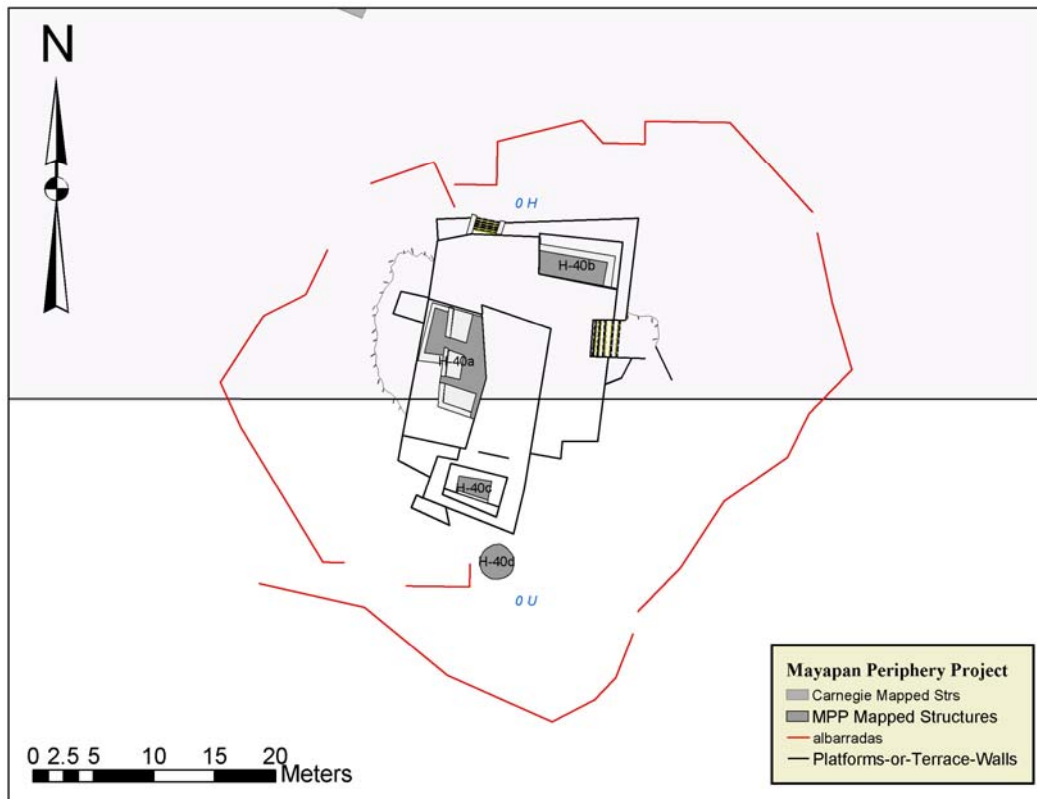 N
0 H
H-40b
H-40a
H-40c
H-40d
0 U
0 2.5 5 10 15 20
Meters
Mayapan Periphery Project
Carnegie Mapped Strs
MPP Mapped Structures
albarradas
Platforms-or-Terrace-Walls